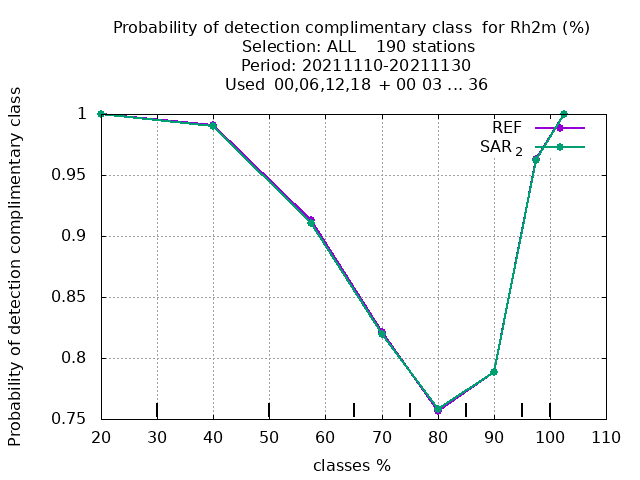 Probability of detection complimentary class  for Rh2m (%)
Selection: ALL    190 stations
Period: 20211110-20211130
Used  00,06,12,18 + 00 03 ... 36
Probability of detection complimentary class
1
0.95
0.9
0.85
0.8
0.75
REF
SAR 2
20 30 40 50 60 70 80 90 100 110
classes %